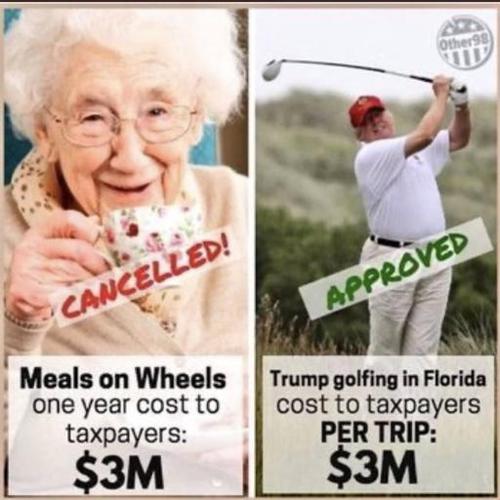 Other98
CANCELLED!
Meals on Wheels
one year cost to
taxpayers:
$3M
APPROVED
Trump golfing in Florida
cost to taxpayers
PER TRIP:
$3M